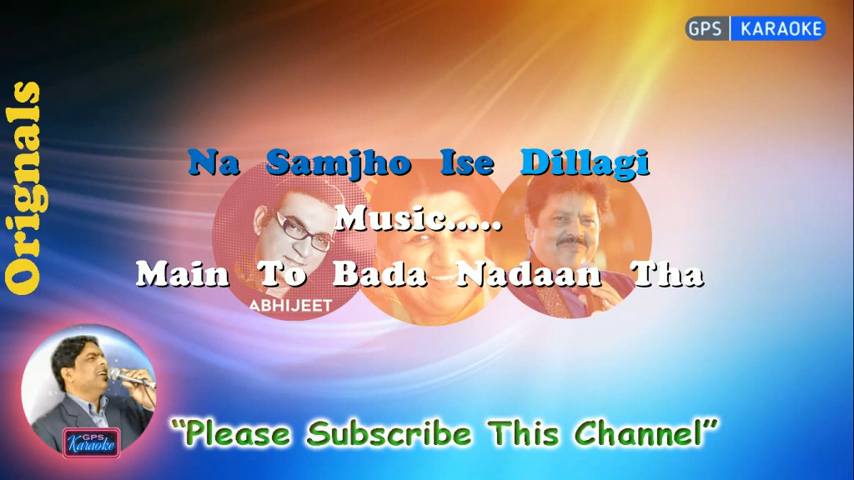 GPS | KARAOKE
Orignals
Na Samjho Ise Dillagi
Music.....
Main To Bada Nadaan Tha
ABHIJEET
GPS
Karaoke
"Please Subscribe This Channel"